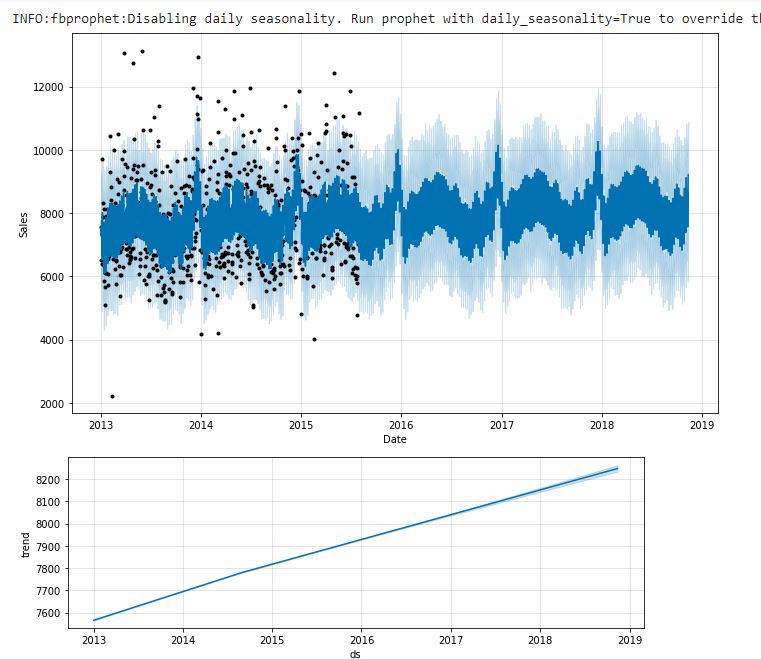 INFO:fbprophet:Disabling daily seasonality. Run prophet with daily_seasonality=True to override
12000
10000
8000
6000
4000
2000
Sales
2013 2014 2015 2016 2017 2018 2019
Date
8200
8100
8000
7900
7800
7700
7600
trend
2013 2014 2015 2016 2017 2018 2019
ds